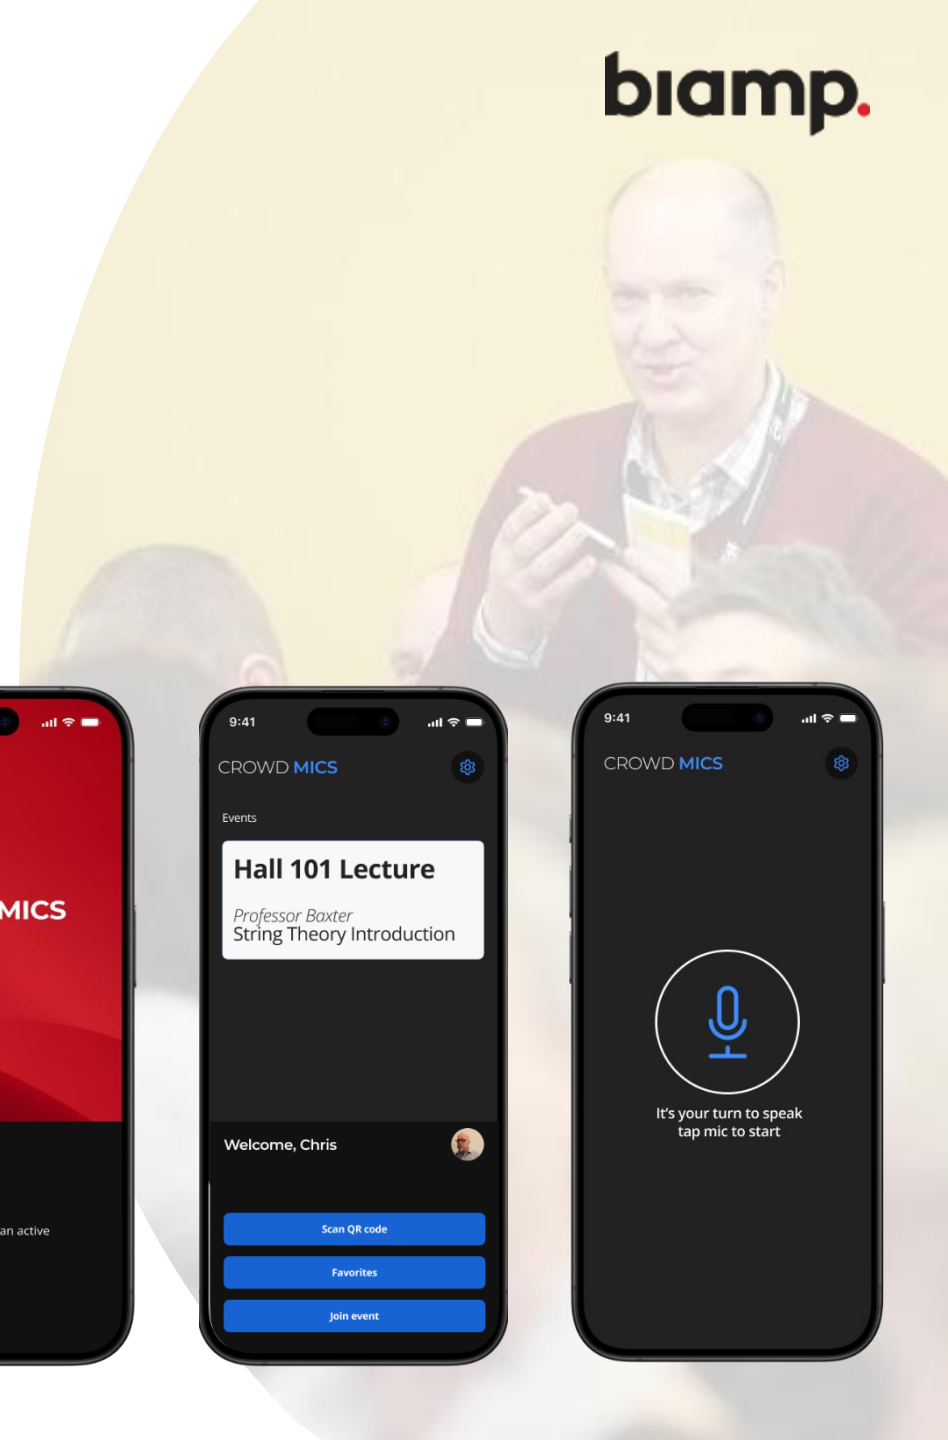 biamp.
MICS
an active
9:41
CROWD MICS
Events
Hall 101 Lecture
Professor Baxter
String Theory Introduction
Welcome, Chris
Scan QR code
Favorites
Join event
9:41
CROWD MICS
It's your turn to speak
tap mic to start